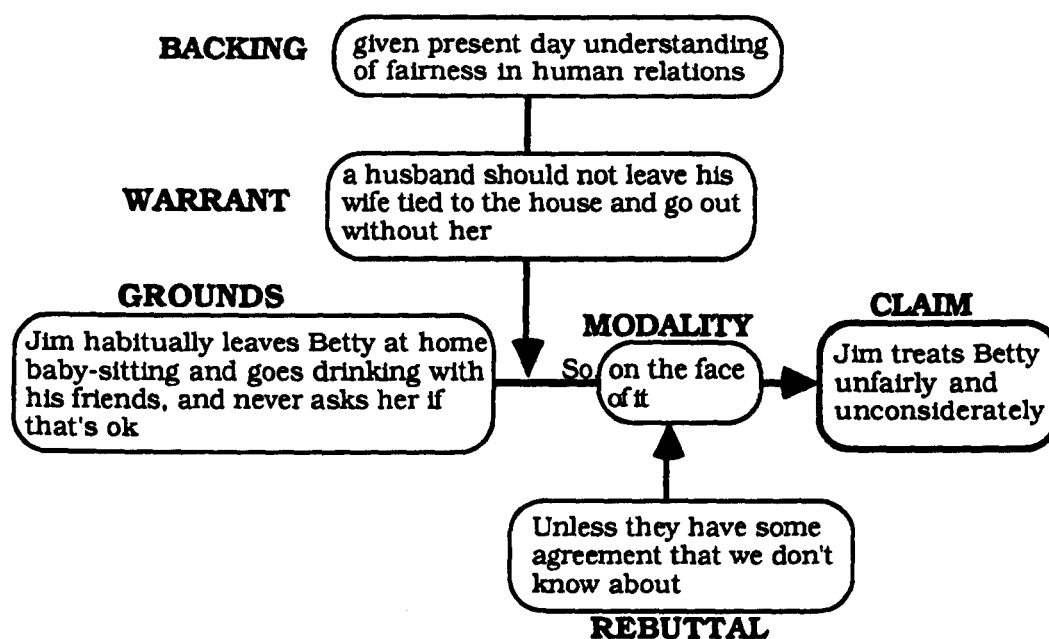 BACKING
given present day understanding
of fairness in human relations
WARRANT
a husband should not leave his
wife tied to the house and go out
without her
GROUNDS
Jim habitually leaves Betty at home
baby-sitting and goes drinking with
his friends, and never asks her if
that's ok
So,
MODALITY
on the face
of it
CLAIM
Jim treats Betty
unfairly and
unconsiderately
Unless they have some
agreement that we don't
know about
REBUTTAL